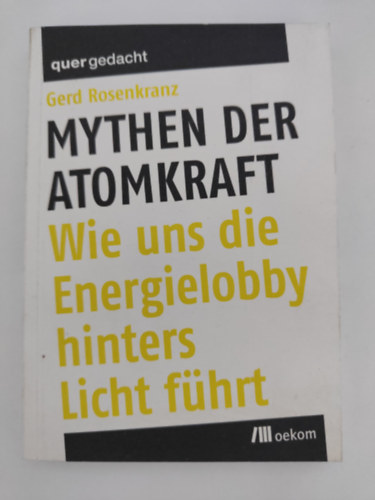 quergedacht
Gerd Rosenkranz
MYTHEN DER
ATOMKRAFT
Wie uns die
Energielobby
hinters
Licht führt
oekom